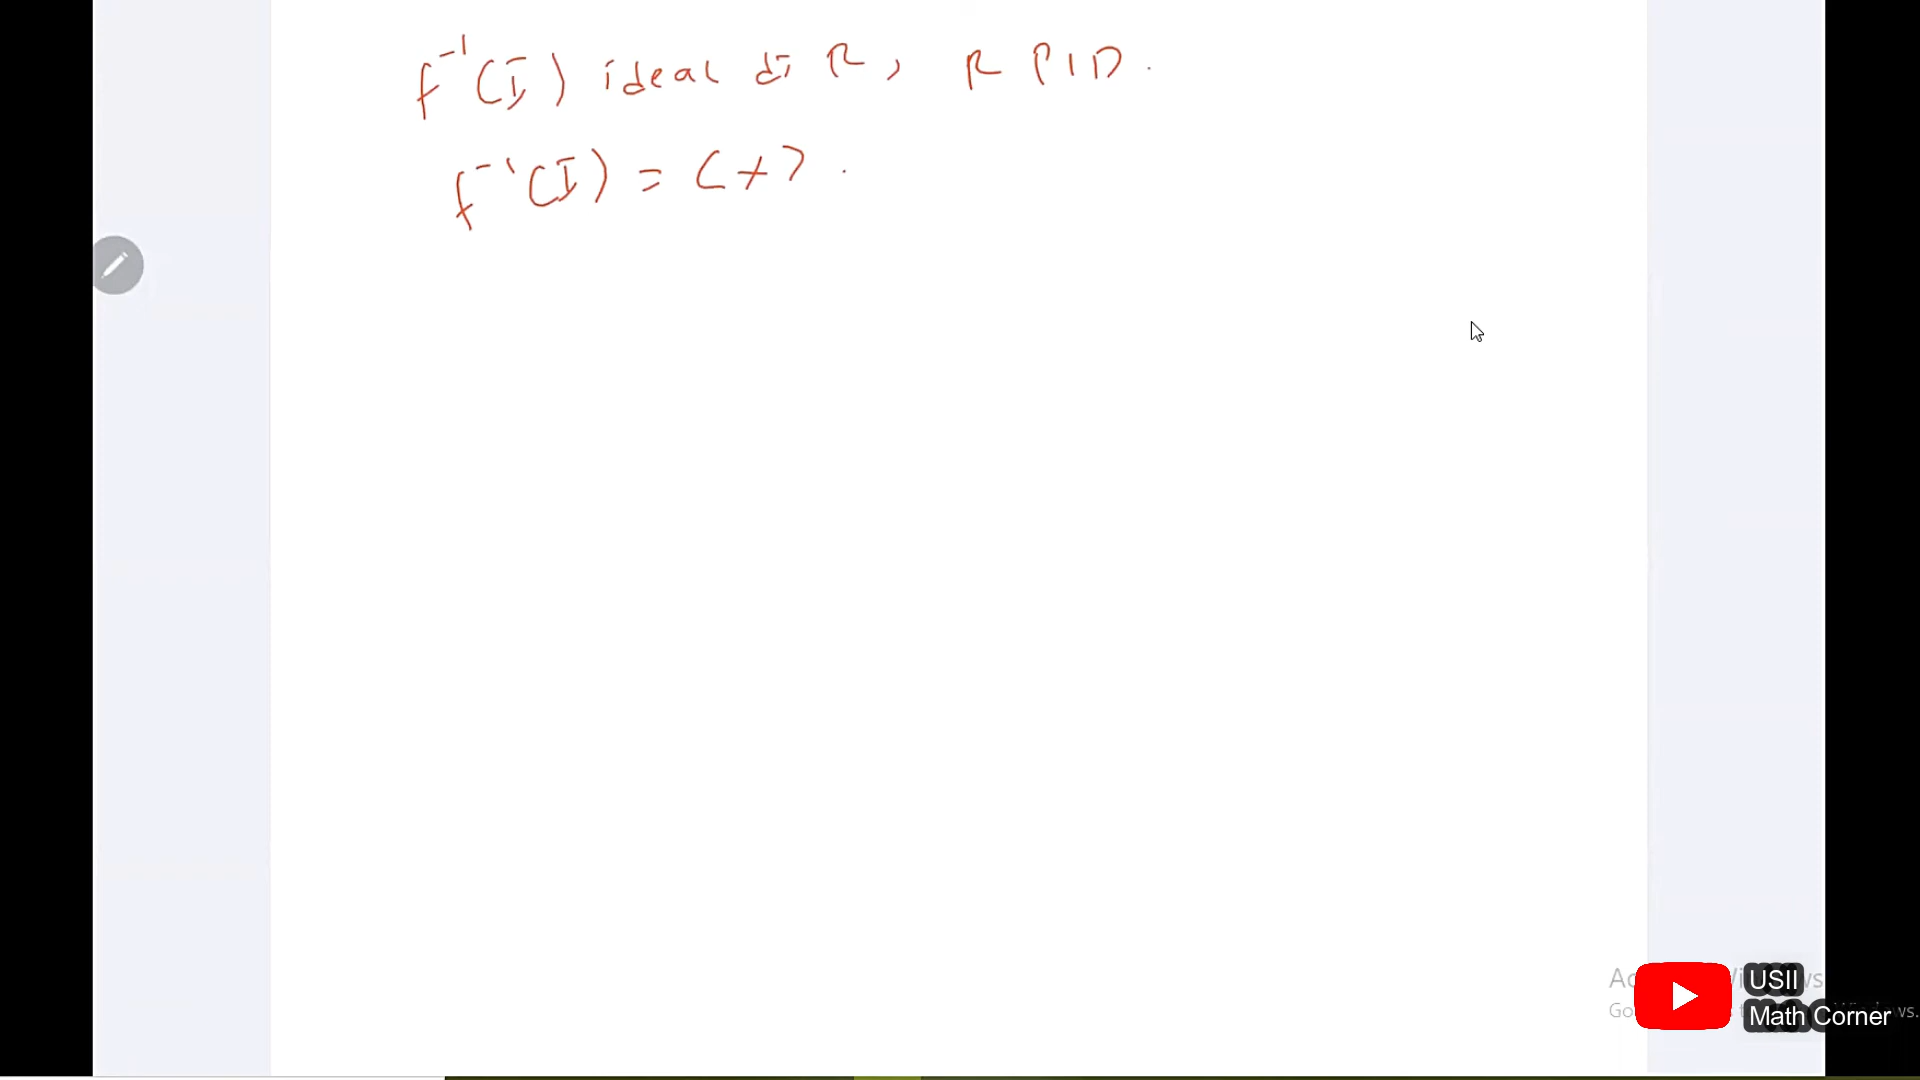 f⁻¹(I) ideal di R, R PID.
f⁻¹(I) = <x>.
USII
Math Corner